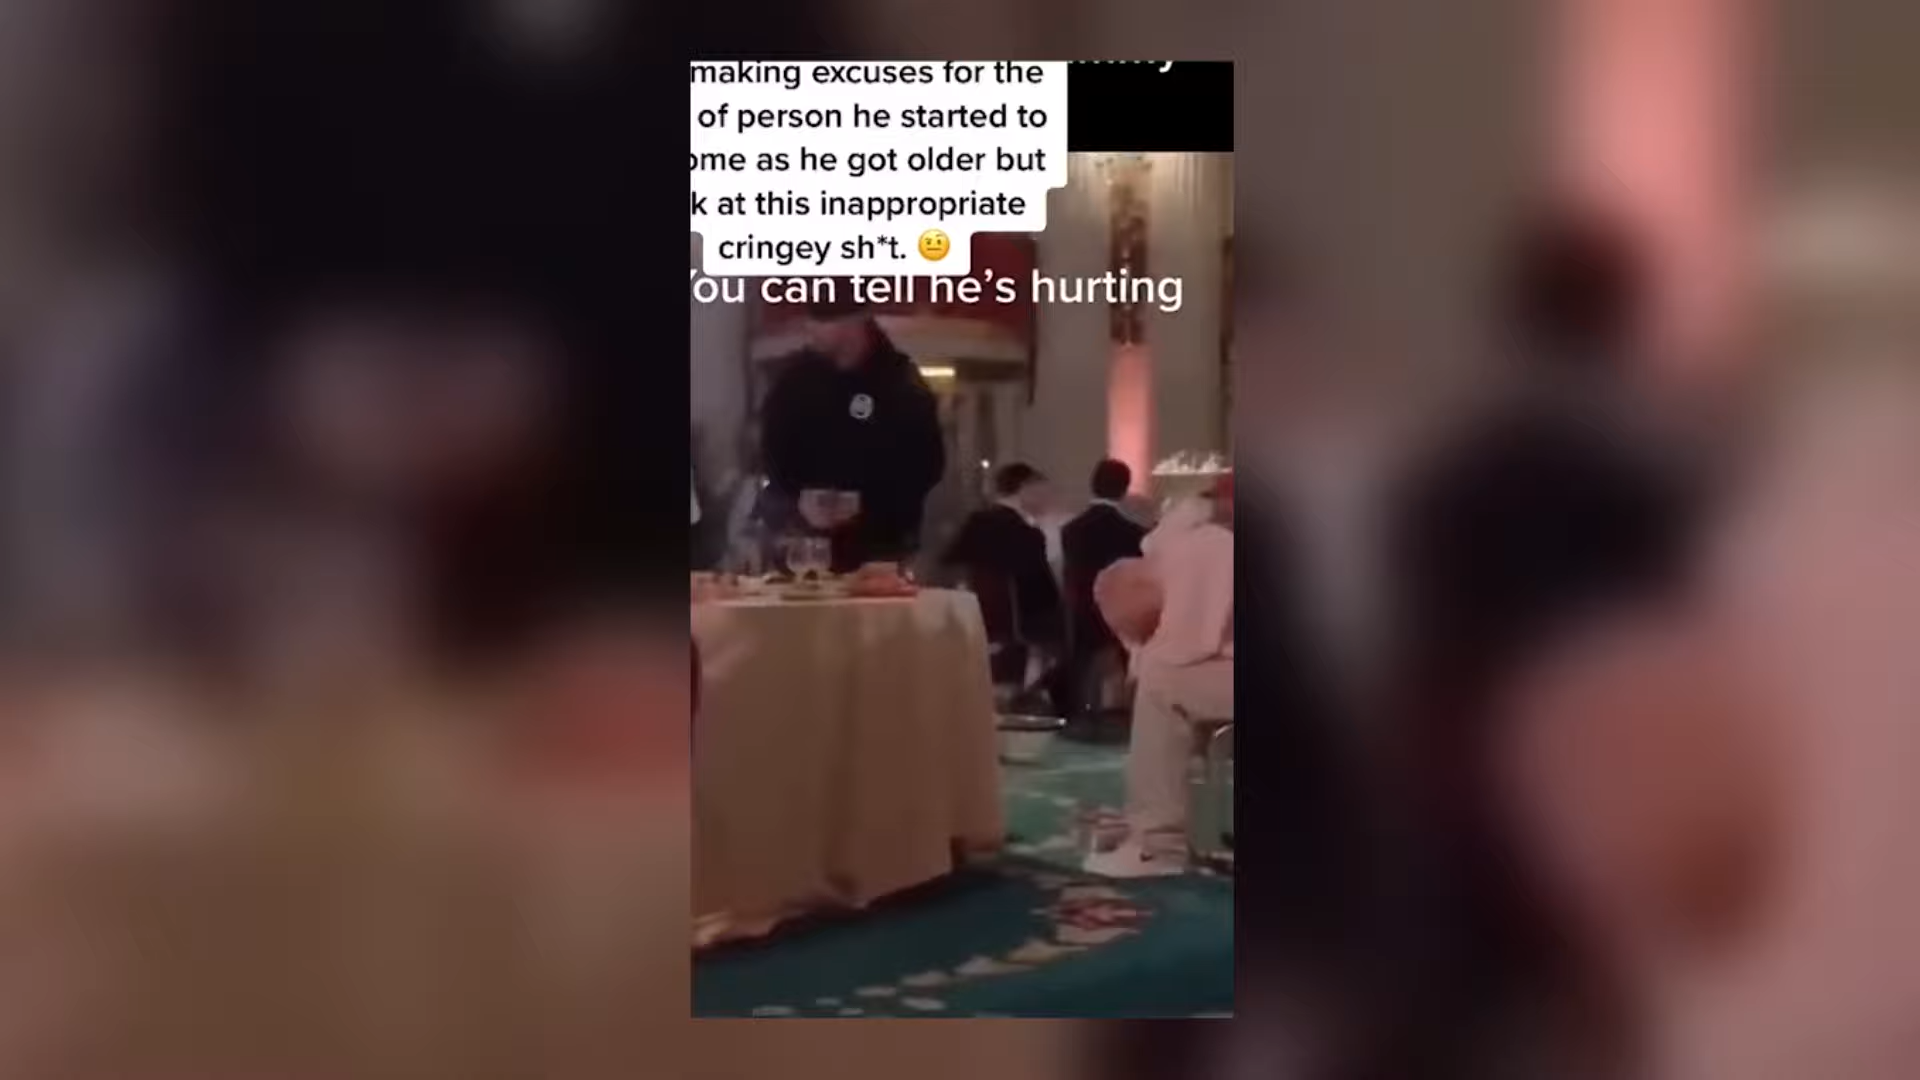 making excuses for the
of person he started to
ome as he got older but
k at this inappropriate
cringey sh*t. 🤨
You can tell he’s hurting